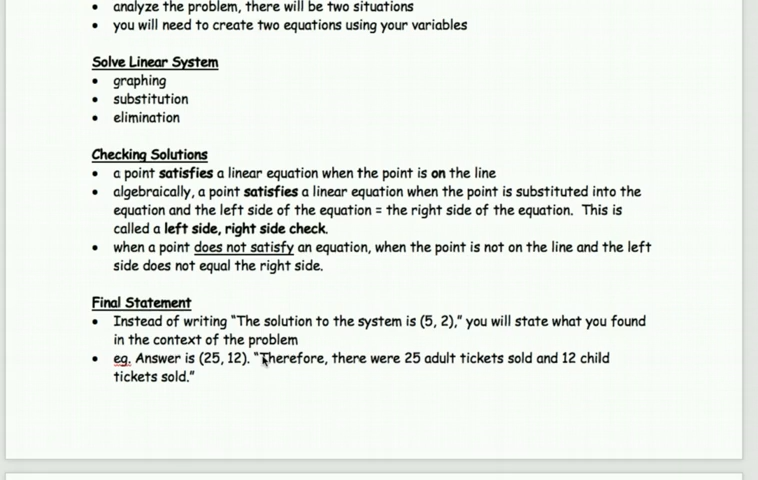 • analyze the problem, there will be two situations
• you will need to create two equations using your variables
Solve Linear System
• graphing
• substitution
• elimination
Checking Solutions
• a point satisfies a linear equation when the point is on the line
• algebraically, a point satisfies a linear equation when the point is substituted into the
equation and the left side of the equation = the right side of the equation. This is
called a left side, right side check.
• when a point does not satisfy an equation, when the point is not on the line and the left
side does not equal the right side.
Final Statement
• Instead of writing "The solution to the system is (5, 2)," you will state what you found
in the context of the problem
• eg. Answer is (25, 12). "Therefore, there were 25 adult tickets sold and 12 child
tickets sold."